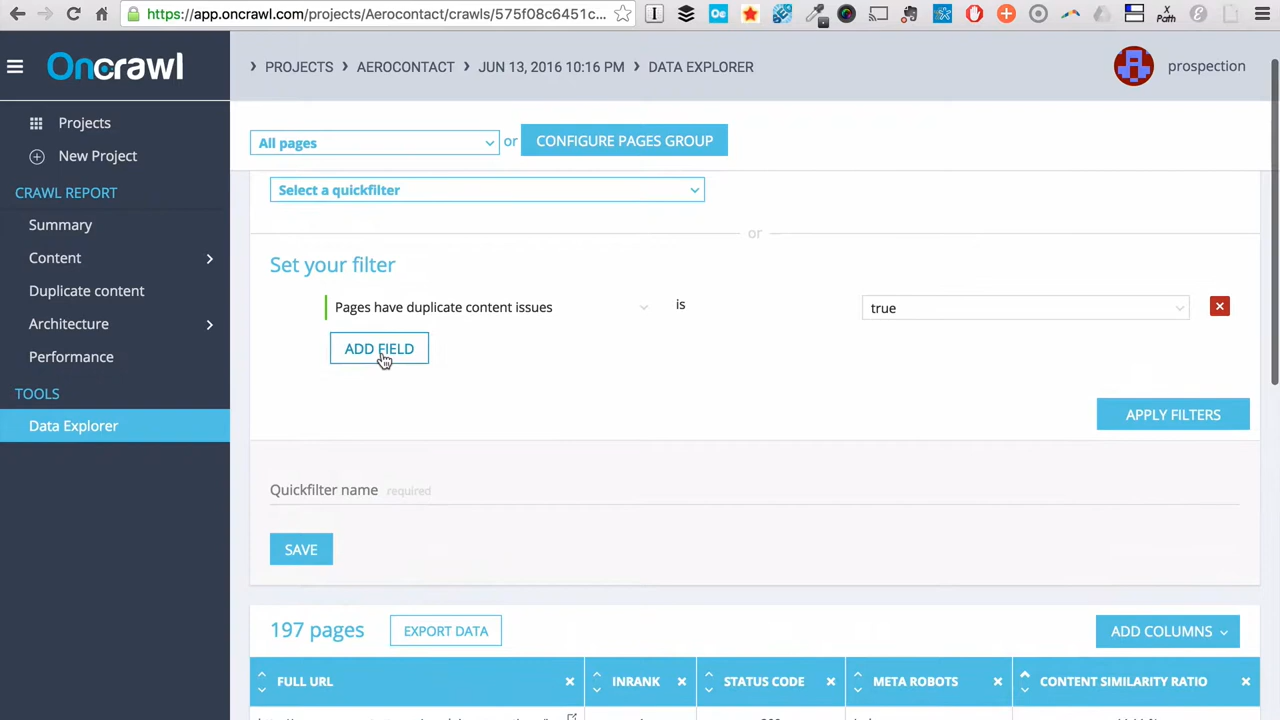 https://app.oncrawl.com/projects/Aerocontact/crawls/575f08c6451c...
X
Path
Oncrawl
PROJECTS
AEROCONTACT
JUN 13, 2016 10:16 PM
DATA EXPLORER
prospection
Projects
New Project
CRAWL REPORT
Summary
Content
Duplicate content
Architecture
Performance
TOOLS
Data Explorer
All pages
or
CONFIGURE PAGES GROUP
Select a quickfilter
or
Set your filter
Pages have duplicate content issues
is
true
ADD FIELD
APPLY FILTERS
Quickfilter name required
SAVE
197 pages
EXPORT DATA
ADD COLUMNS
FULL URL
INRANK
STATUS CODE
META ROBOTS
CONTENT SIMILARITY RATIO